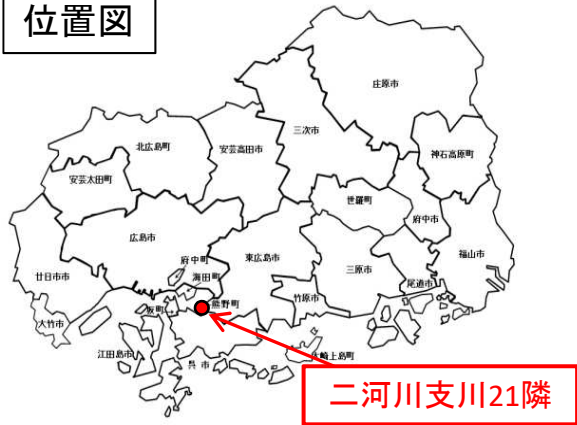 位置図
庄原市
三次市
北広島町
安芸高田市
神石高原町
安芸太田町
世羅町
府中市
広島市
府中町
東広島市
三原市
福山市
海田町
廿日市市
尾道市
竹原市
熊野町
坂町
大竹市
江田島市
呉市
大崎上島町
二河川支川21隣